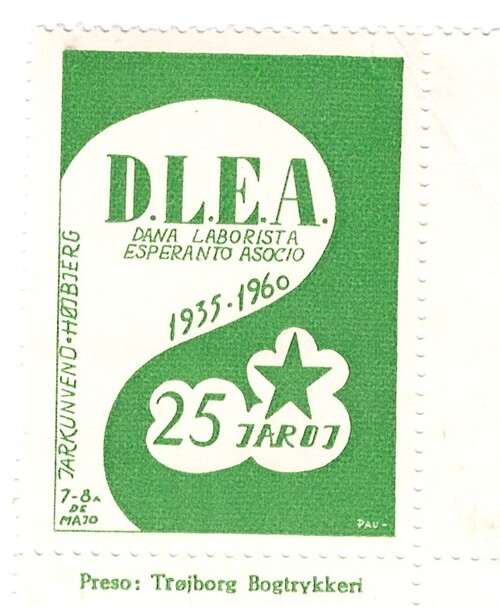 D.L.E.A.
DANA LABORISTA
ESPERANTO ASOCIO
1935-1960
25 JAROJ
JARKUNVENO·HØJBJERG
7-8A
DE
MAJO
PAU-
Preso: Trøjborg Bogtrykkeri